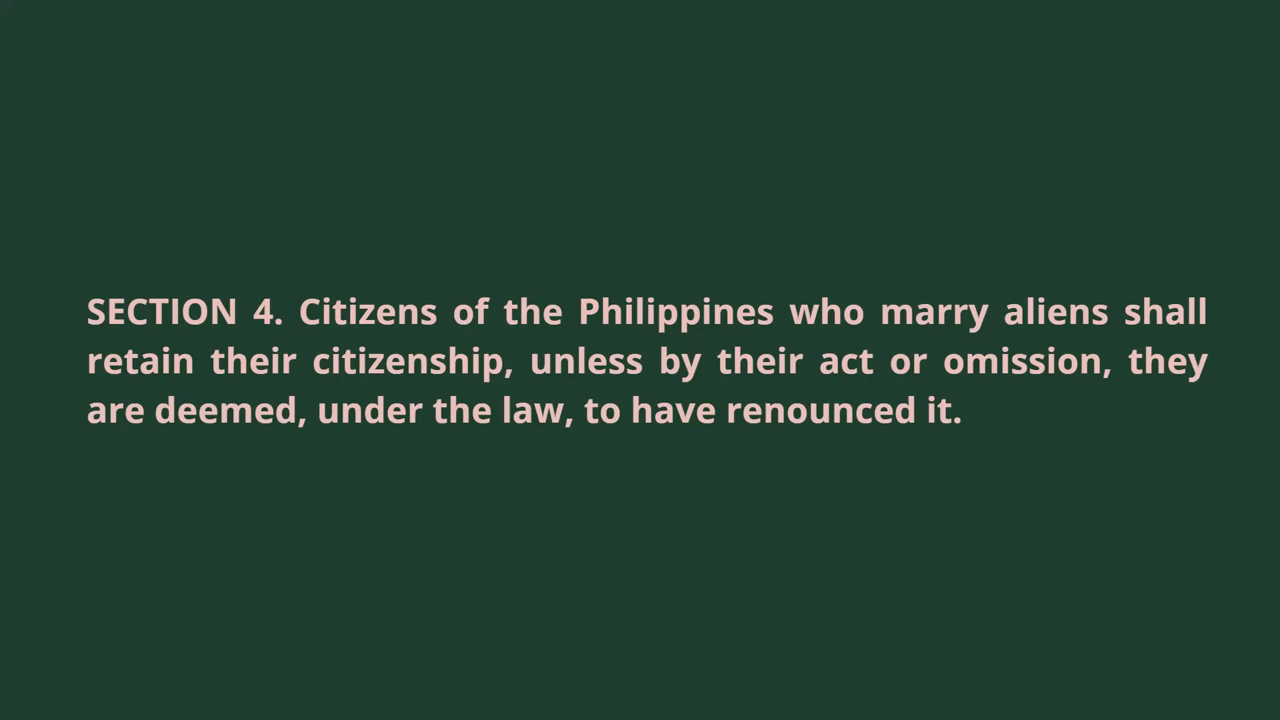 SECTION 4. Citizens of the Philippines who marry aliens shall
retain their citizenship, unless by their act or omission, they
are deemed, under the law, to have renounced it.